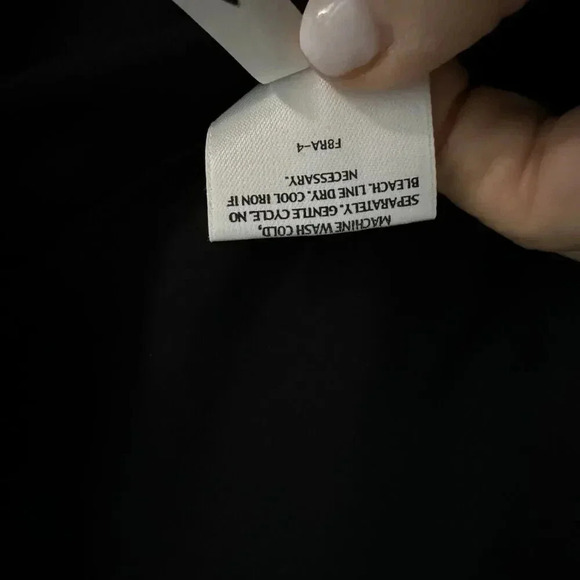 MACHINE WASH COLD,
SEPARATELY. GENTLE CYCLE. NO
BLEACH. LINE DRY. COOL IRON IF
NECESSARY.
F8RA-4